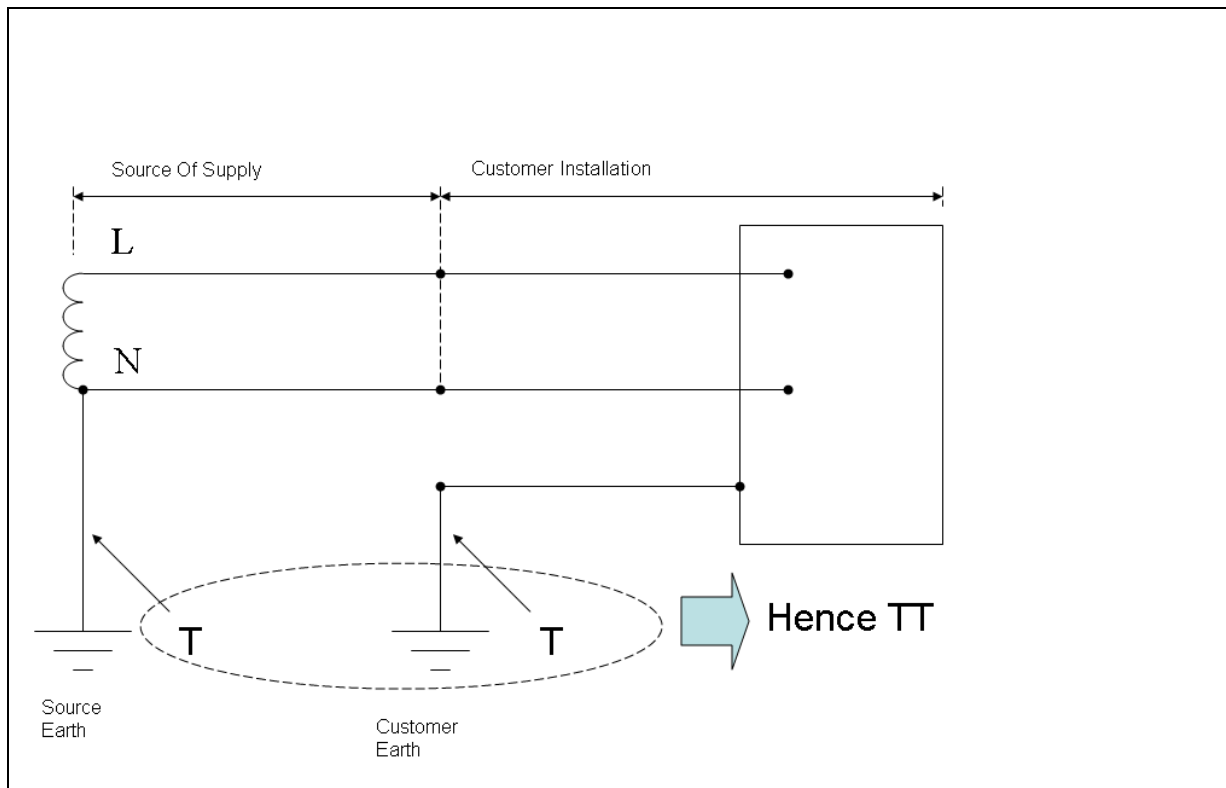 Source Of Supply
Customer Installation
L
N
T
T
Hence TT
Source
Earth
Customer
Earth